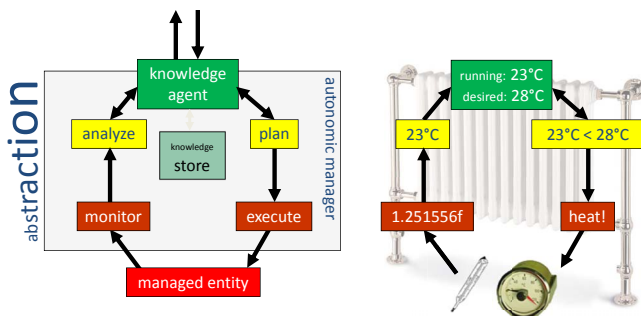 abstraction
autonomic manager
knowledge
agent
analyze
knowledge
store
plan
monitor
execute
managed entity
running: 23°C
desired: 28°C
23°C
23°C < 28°C
1.251556f
heat!